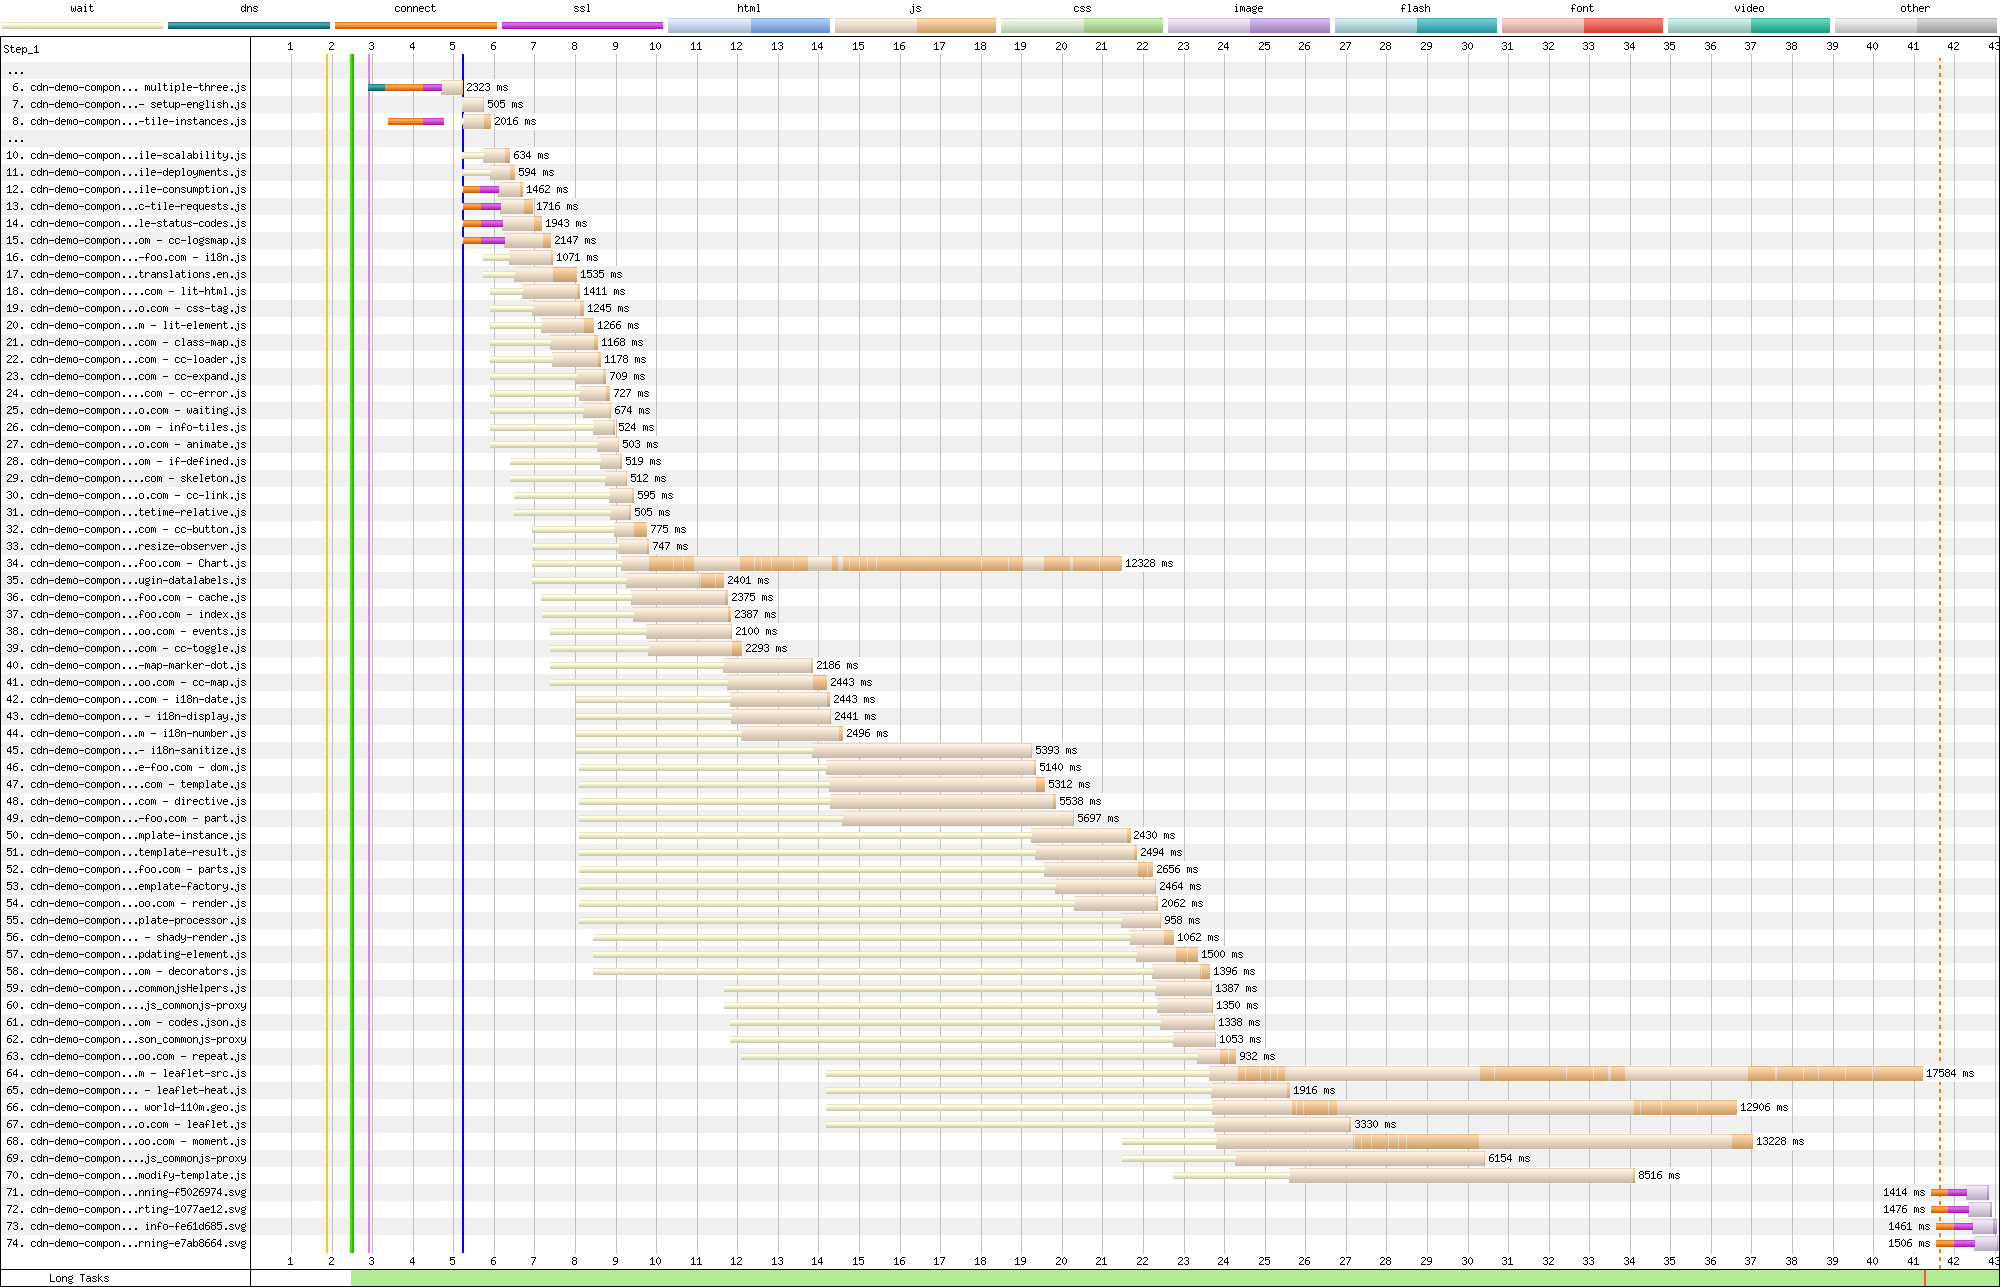 wait dns connect ssl html js css image flash font video other
Step_1 1 2 3 4 5 6 7 8 9 10 11 12 13 14 15 16 17 18 19 20 21 22 23 24 25 26 27 28 29 30 31 32 33 34 35 36 37 38 39 40 41 42 43
...
6. cdn-demo-compon... multiple-three.js 2323 ms
7. cdn-demo-compon...- setup-english.js 505 ms
8. cdn-demo-compon...-tile-instances.js 2016 ms
...
10. cdn-demo-compon...ile-scalability.js 634 ms
11. cdn-demo-compon...ile-deployments.js 594 ms
12. cdn-demo-compon...ile-consumption.js 1462 ms
13. cdn-demo-compon...c-tile-requests.js 1716 ms
14. cdn-demo-compon...le-status-codes.js 1943 ms
15. cdn-demo-compon...om - cc-logsmap.js 2147 ms
16. cdn-demo-compon...-foo.com - i18n.js 1071 ms
17. cdn-demo-compon...translations.en.js 1535 ms
18. cdn-demo-compon....com - lit-html.js 1411 ms
19. cdn-demo-compon...o.com - css-tag.js 1245 ms
20. cdn-demo-compon...m - lit-element.js 1266 ms
21. cdn-demo-compon...com - class-map.js 1168 ms
22. cdn-demo-compon...com - cc-loader.js 1178 ms
23. cdn-demo-compon...com - cc-expand.js 709 ms
24. cdn-demo-compon....com - cc-error.js 727 ms
25. cdn-demo-compon...o.com - waiting.js 674 ms
26. cdn-demo-compon...om - info-tiles.js 524 ms
27. cdn-demo-compon...o.com - animate.js 503 ms
28. cdn-demo-compon...om - if-defined.js 519 ms
29. cdn-demo-compon....com - skeleton.js 512 ms
30. cdn-demo-compon...o.com - cc-link.js 595 ms
31. cdn-demo-compon...tetime-relative.js 505 ms
32. cdn-demo-compon...com - cc-button.js 775 ms
33. cdn-demo-compon...resize-observer.js 747 ms
34. cdn-demo-compon...foo.com - Chart.js 12328 ms
35. cdn-demo-compon...ugin-datalabels.js 2401 ms
36. cdn-demo-compon...foo.com - cache.js 2375 ms
37. cdn-demo-compon...foo.com - index.js 2387 ms
38. cdn-demo-compon...oo.com - events.js 2100 ms
39. cdn-demo-compon...com - cc-toggle.js 2293 ms
40. cdn-demo-compon...-map-marker-dot.js 2186 ms
41. cdn-demo-compon...oo.com - cc-map.js 2443 ms
42. cdn-demo-compon...com - i18n-date.js 2443 ms
43. cdn-demo-compon... - i18n-display.js 2441 ms
44. cdn-demo-compon...m - i18n-number.js 2496 ms
45. cdn-demo-compon...- i18n-sanitize.js 5393 ms
46. cdn-demo-compon...e-foo.com - dom.js 5140 ms
47. cdn-demo-compon....com - template.js 5312 ms
48. cdn-demo-compon...com - directive.js 5538 ms
49. cdn-demo-compon...-foo.com - part.js 5697 ms
50. cdn-demo-compon...mplate-instance.js 2430 ms
51. cdn-demo-compon...template-result.js 2494 ms
52. cdn-demo-compon...foo.com - parts.js 2656 ms
53. cdn-demo-compon...emplate-factory.js 2464 ms
54. cdn-demo-compon...oo.com - render.js 2062 ms
55. cdn-demo-compon...plate-processor.js 958 ms
56. cdn-demo-compon... - shady-render.js 1062 ms
57. cdn-demo-compon...pdating-element.js 1500 ms
58. cdn-demo-compon...om - decorators.js 1396 ms
59. cdn-demo-compon...commonjsHelpers.js 1387 ms
60. cdn-demo-compon....js_commonjs-proxy 1350 ms
61. cdn-demo-compon...om - codes.json.js 1338 ms
62. cdn-demo-compon...son_commonjs-proxy 1053 ms
63. cdn-demo-compon...oo.com - repeat.js 932 ms
64. cdn-demo-compon...m - leaflet-src.js 17584 ms
65. cdn-demo-compon... - leaflet-heat.js 1916 ms
66. cdn-demo-compon... world-110m.geo.js 12906 ms
67. cdn-demo-compon...o.com - leaflet.js 3330 ms
68. cdn-demo-compon...oo.com - moment.js 13228 ms
69. cdn-demo-compon....js_commonjs-proxy 6154 ms
70. cdn-demo-compon...modify-template.js 8516 ms
71. cdn-demo-compon...nning-f5026974.svg 1414 ms
72. cdn-demo-compon...rting-1077ae12.svg 1476 ms
73. cdn-demo-compon... info-fe61d685.svg 1461 ms
74. cdn-demo-compon...rning-e7ab8664.svg 1506 ms
1 2 3 4 5 6 7 8 9 10 11 12 13 14 15 16 17 18 19 20 21 22 23 24 25 26 27 28 29 30 31 32 33 34 35 36 37 38 39 40 41 42 43
Long Tasks